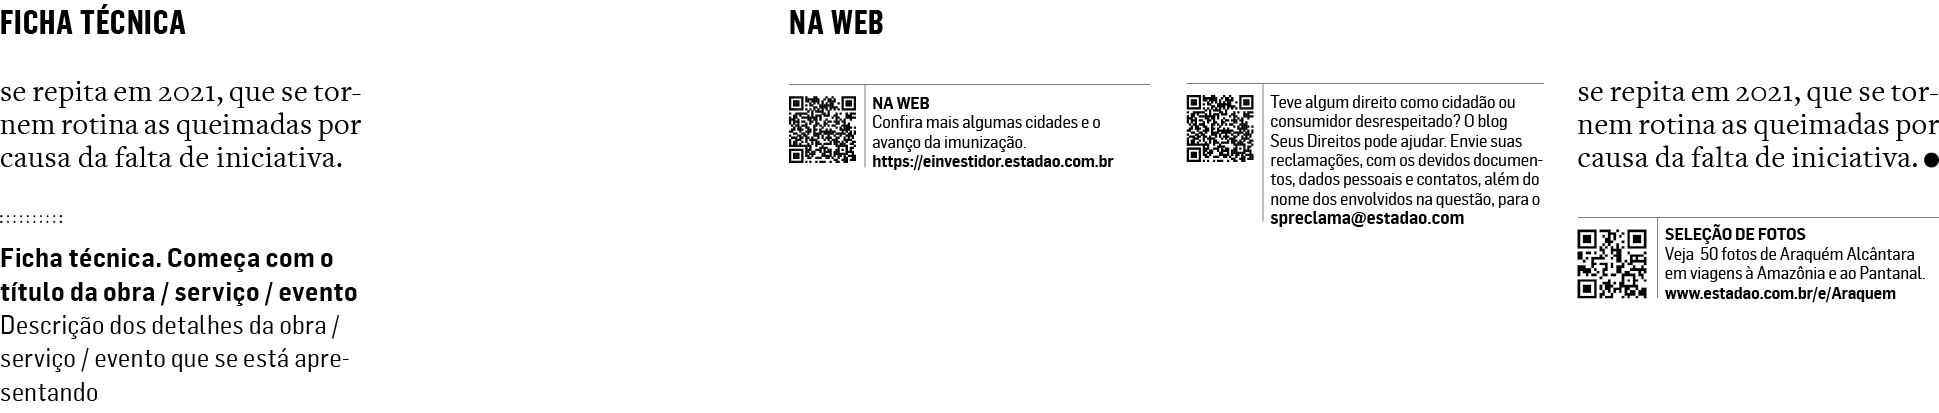 FICHA TÉCNICA
se repita em 2021, que se tor-
nem rotina as queimadas por
causa da falta de iniciativa.
Ficha técnica. Começa com o
título da obra / serviço / evento
Descrição dos detalhes da obra /
serviço / evento que se está apre-
sentando
NA WEB
NA WEB
Confira mais algumas cidades e o
avanço da imunização.
https://einvestidor.estadao.com.br
Teve algum direito como cidadão ou
consumidor desrespeitado? O blog
Seus Direitos pode ajudar. Envie suas
reclamações, com os devidos documen-
tos, dados pessoais e contatos, além do
nome dos envolvidos na questão, para o
spreclama@estadao.com
se repita em 2021, que se tor-
nem rotina as queimadas por
causa da falta de iniciativa. ●
SELEÇÃO DE FOTOS
Veja 50 fotos de Araquém Alcântara
em viagens à Amazônia e ao Pantanal.
www.estadao.com.br/e/Araquem